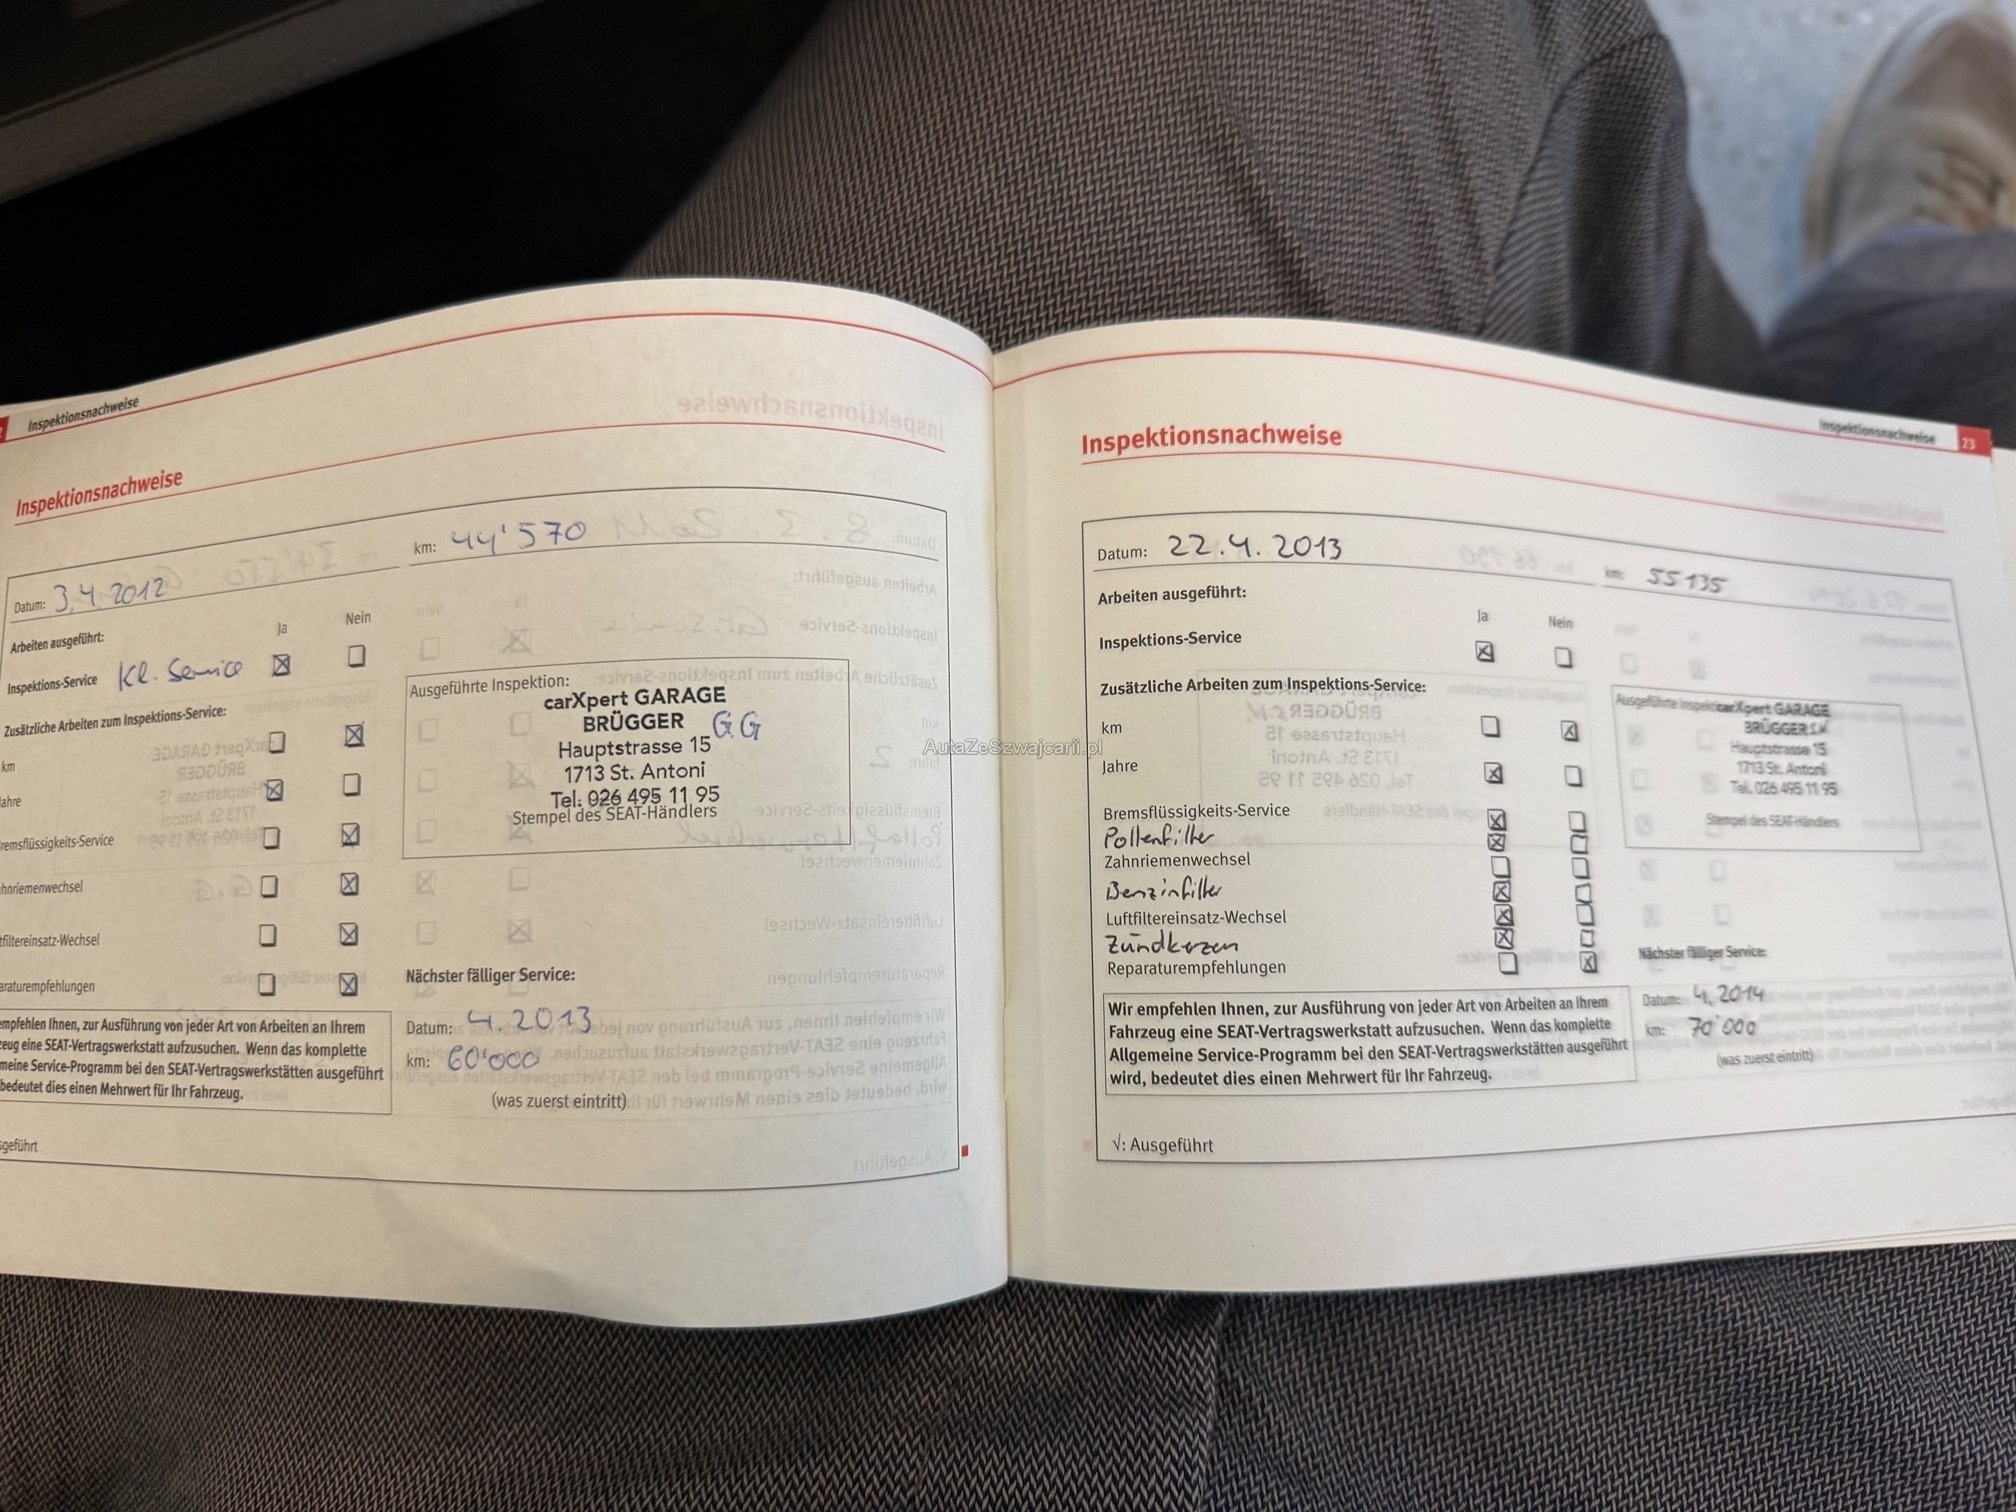 Inspektionsnachweise
Inspektionsnachweise
Datum: 3.4.2012 km: 44'570
Arbeiten ausgeführt:
Ja Nein
Inspektions-Service Kl. Service
Zusätzliche Arbeiten zum Inspektions-Service:
km
ahre
remsflüssigkeits-Service
hnriemenwechsel
tfiltereinsatz-Wechsel
araturempfehlungen
Ausgeführte Inspektion:
carXpert GARAGE
BRÜGGER G.G
Hauptstrasse 15
1713 St. Antoni
Tel. 026 495 11 95
Stempel des SEAT-Händlers
Nächster fälliger Service:
Datum: 4.2013
km: 60'000
(was zuerst eintritt)
empfehlen Ihnen, zur Ausführung von jeder Art von Arbeiten an Ihrem
zeug eine SEAT-Vertragswerkstatt aufzusuchen. Wenn das komplette
meine Service-Programm bei den SEAT-Vertragswerkstätten ausgeführt
bedeutet dies einen Mehrwert für Ihr Fahrzeug.
sgeführt
Inspektionsnachweise 23
Inspektionsnachweise
Datum: 22.4.2013 km: 55135
Arbeiten ausgeführt:
Ja Nein
Inspektions-Service
Zusätzliche Arbeiten zum Inspektions-Service:
km
Jahre
Bremsflüssigkeits-Service
Pollenfilter
Zahnriemenwechsel
Benzinfilter
Luftfiltereinsatz-Wechsel
Zündkerzen
Reparaturempfehlungen
Ausgeführte Inspektion:
carXpert GARAGE
BRÜGGER
Hauptstrasse 15
1713 St. Antoni
Tel. 026 495 11 95
Stempel des SEAT-Händlers
Nächster fälliger Service:
Datum: 4.2014
km: 70'000
(was zuerst eintritt)
Wir empfehlen Ihnen, zur Ausführung von jeder Art von Arbeiten an Ihrem
Fahrzeug eine SEAT-Vertragswerkstatt aufzusuchen. Wenn das komplette
Allgemeine Service-Programm bei den SEAT-Vertragswerkstätten ausgeführt
wird, bedeutet dies einen Mehrwert für Ihr Fahrzeug.
√: Ausgeführt
AutaZeSzwajcarii.pl